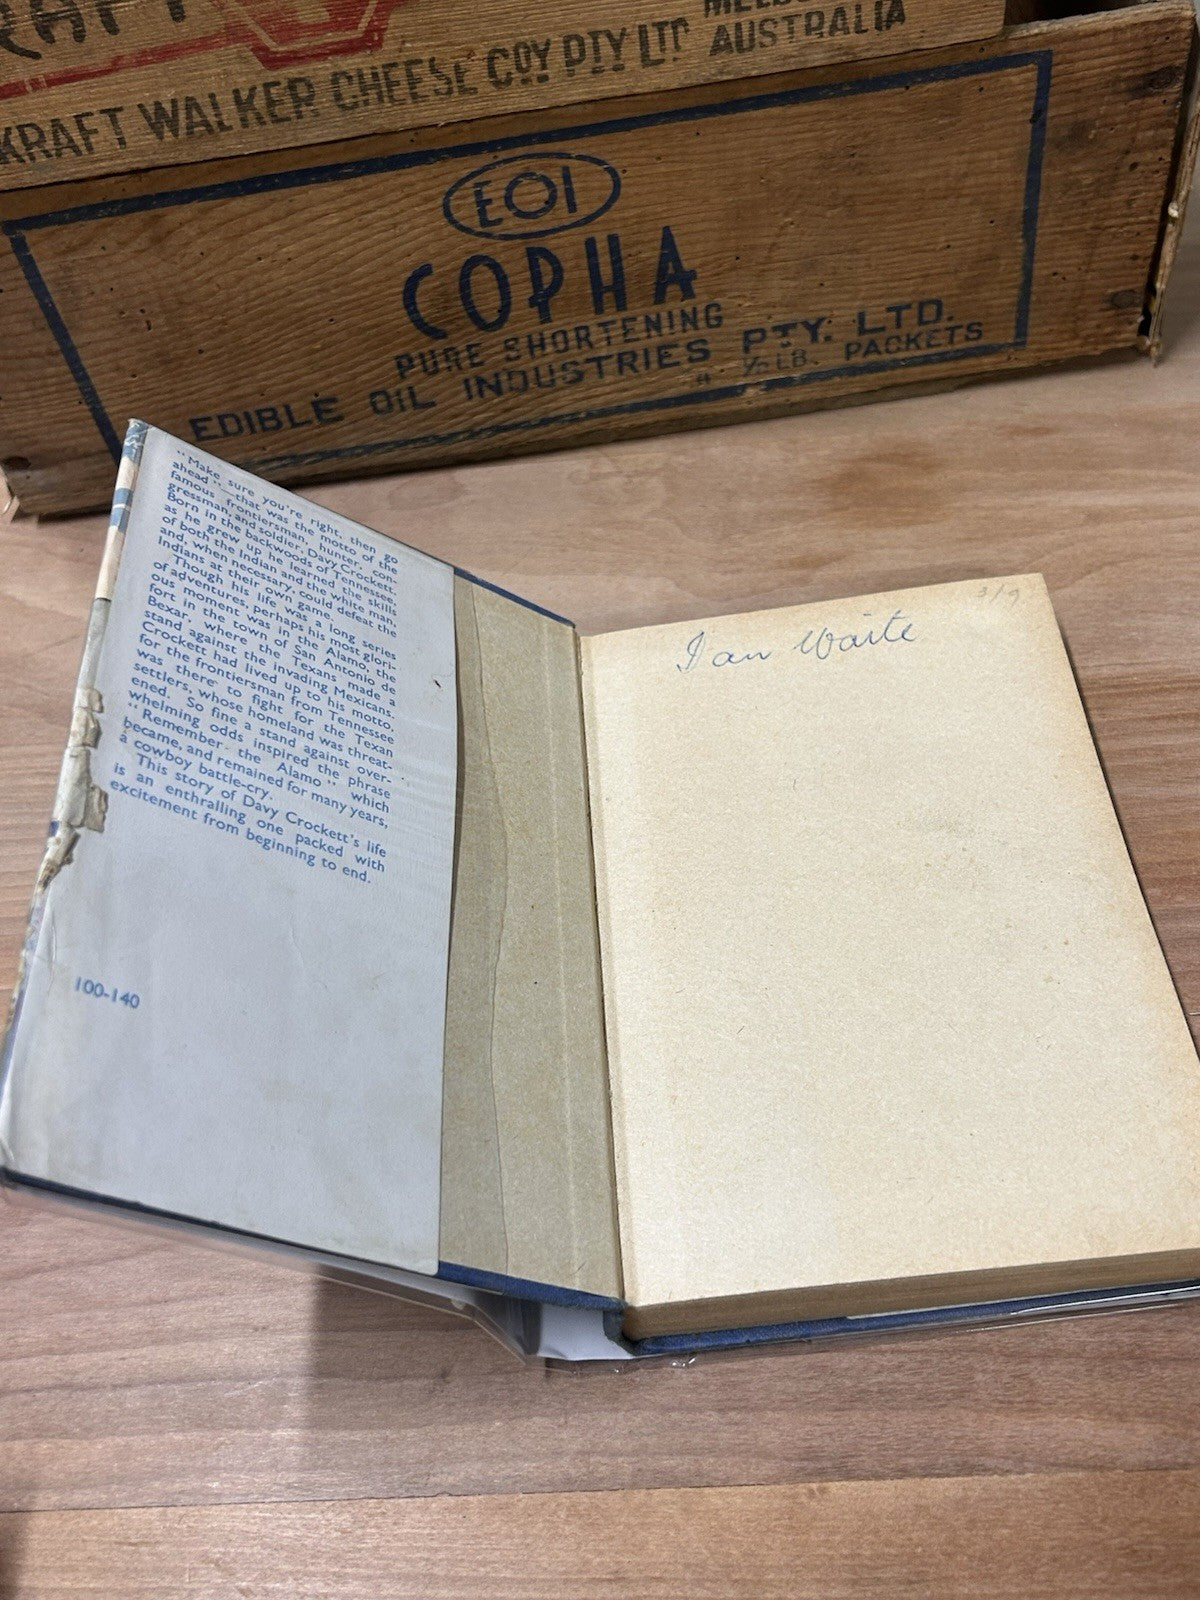 KRAFT WALKER CHEESE COY PTY LTD AUSTRALIA
EOI
COPHA
PURE SHORTENING
EDIBLE OIL INDUSTRIES PTY. LTD.
½ LB. PACKETS
"Make sure you're right, then go
ahead"—that was the motto of the
famous frontiersman, hunter, con-
gressman, and soldier, Davy Crockett.
Born in the backwoods of Tennessee,
as he grew up he learned the skills
of both the Indian and the white man,
and, when necessary, could defeat the
Indians at their own game.
Though his life was a long series
of adventures, perhaps his most glori-
ous moment was in the Alamo, the
fort in the town of San Antonio de
Bexar, where the Texans made a
stand against the invading Mexicans.
Crockett had lived up to his motto,
for the frontiersman from Tennessee
was there to fight for the Texan
settlers, whose homeland was threat-
ened. So fine a stand against over-
whelming odds inspired the phrase
"Remember the Alamo" which
became, and remained for many years,
a cowboy battle-cry.
This story of Davy Crockett's life
is an enthralling one packed with
excitement from beginning to end.
100-140
3/9
Ian Waite